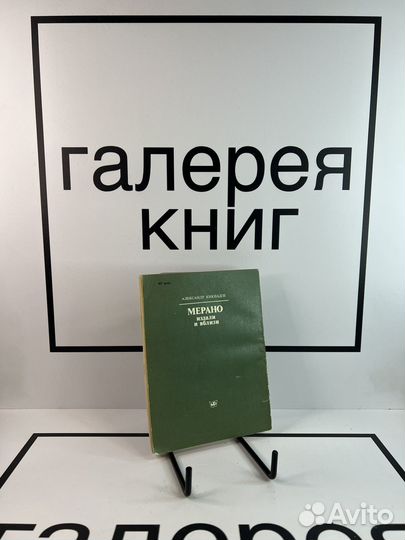 галерея
книг
АЛЕКСАНДР КИКНАДЗЕ
МЕРАНО
издали
и вблизи
галерея
Avito